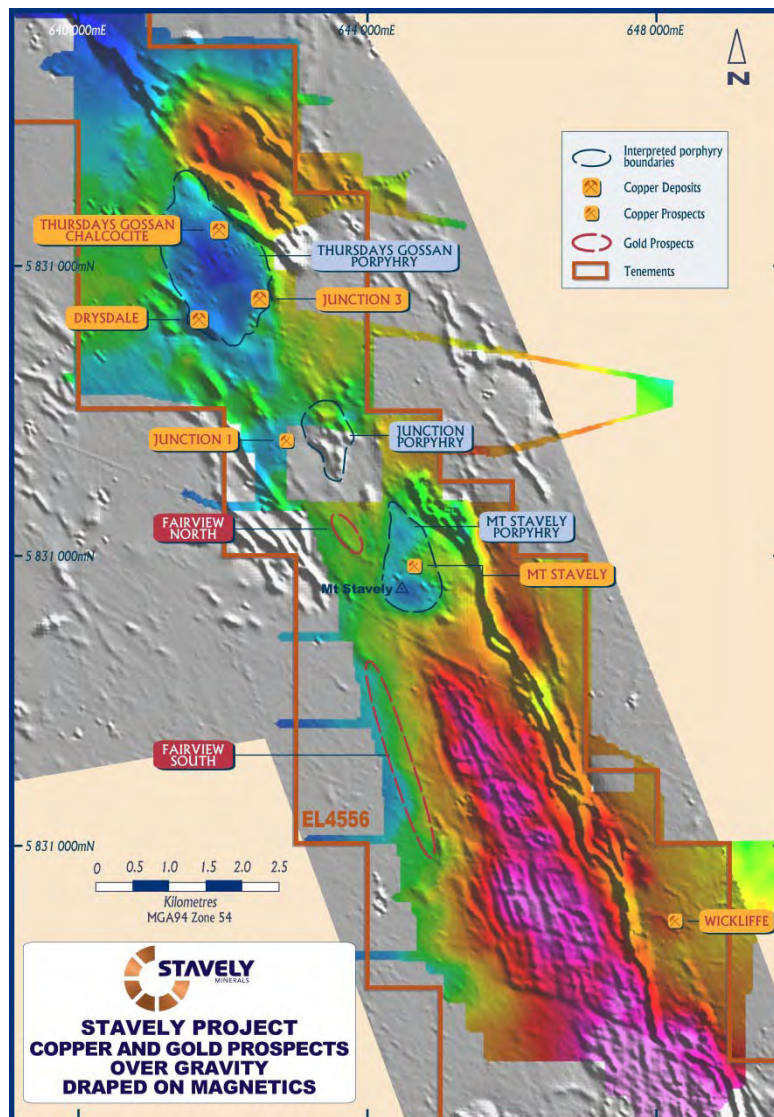 640 000mE
644 000mE
648 000mE
N
Interpreted porphyry
boundaries
Copper Deposits
Copper Prospects
Gold Prospects
Tenements
THURSDAYS GOSSAN
CHALCOCITE
THURSDAYS GOSSAN
PORPYHRY
5 831 000mN
JUNCTION 3
DRYSDALE
JUNCTION 1
JUNCTION
PORPYHRY
FAIRVIEW
NORTH
MT STAVELY
PORPYHRY
5 831 000mN
MT STAVELY
Mt Stavely
FAIRVIEW
SOUTH
EL4556
5 831 000mN
0 0.5 1.0 1.5 2.0 2.5
Kilometres
MGA94 Zone 54
WICKLIFFE
STAVELY
MINERALS
STAVELY PROJECT
COPPER AND GOLD PROSPECTS
OVER GRAVITY
DRAPED ON MAGNETICS